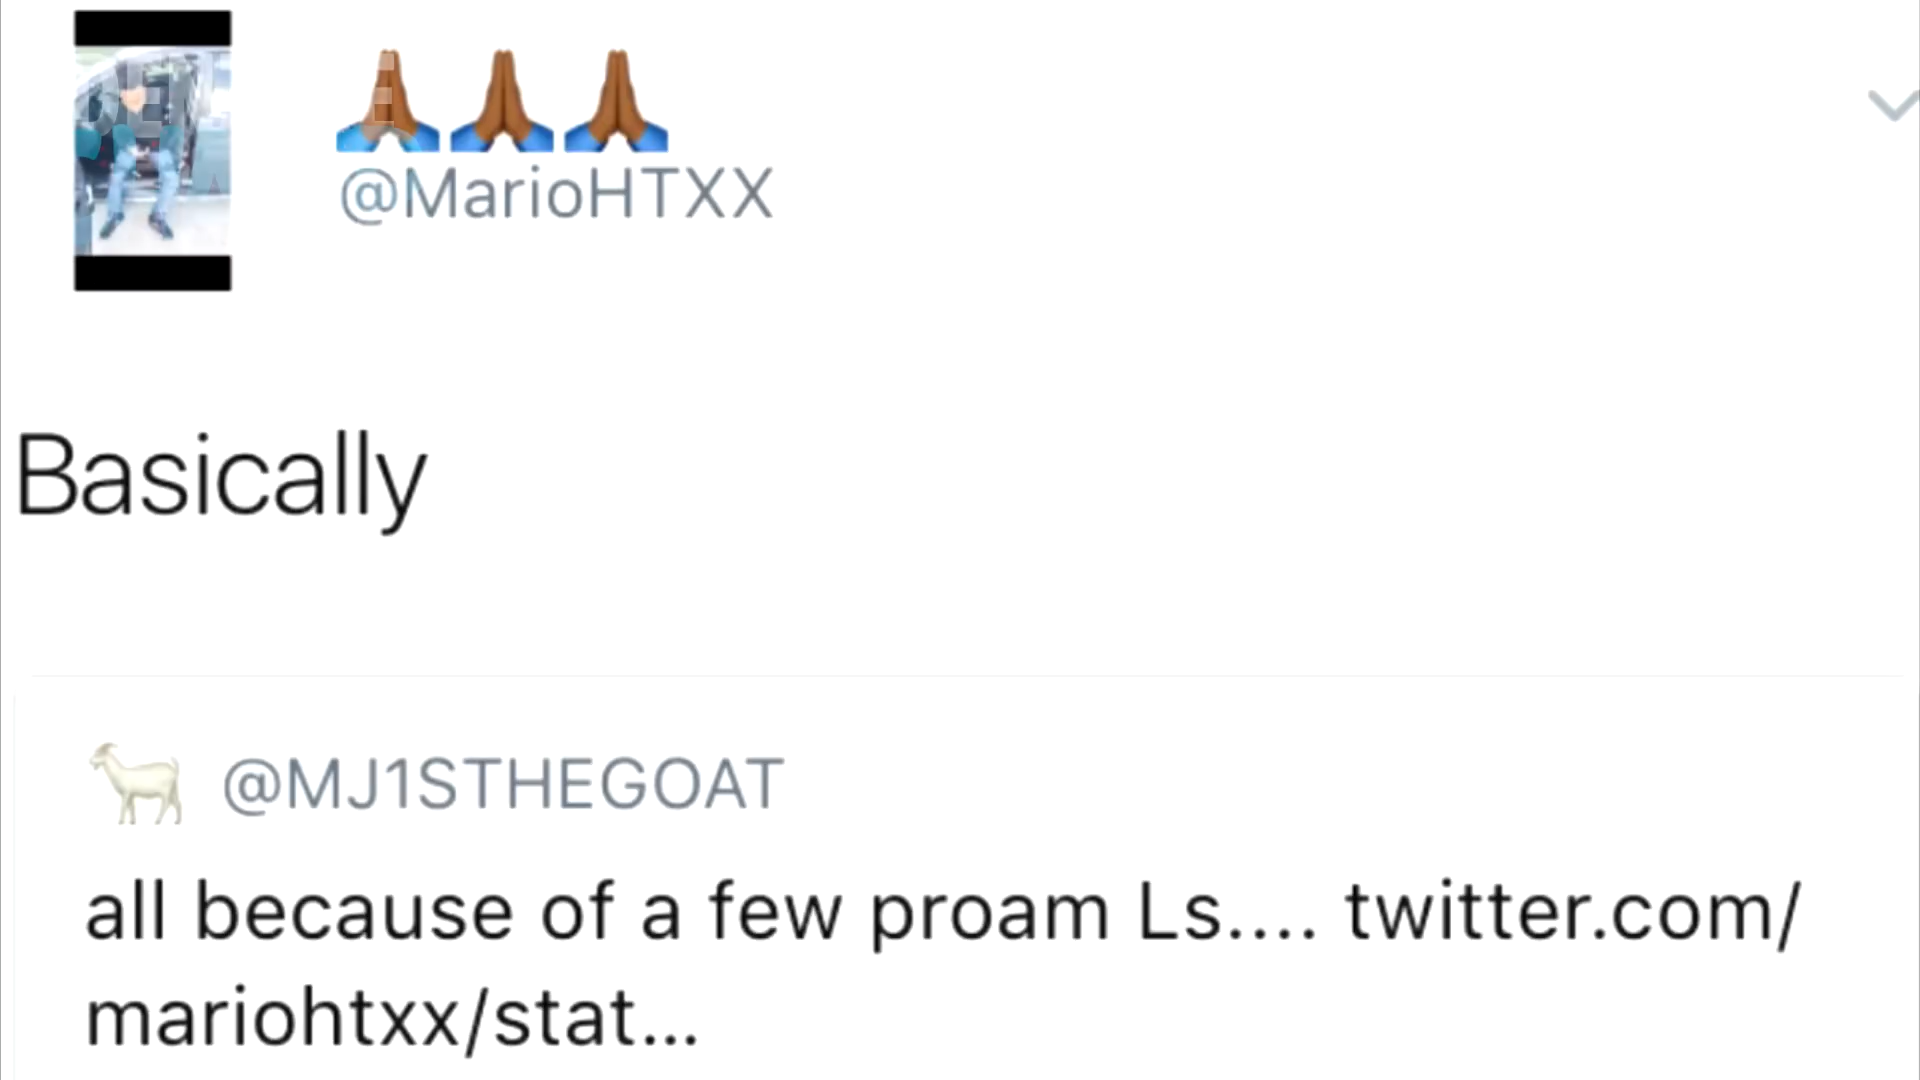 🙏🏾🙏🏾🙏🏾
@MarioHTXX
Basically
🐐 @MJ1STHEGOAT
all because of a few proam Ls.... twitter.com/
mariohtxx/stat...